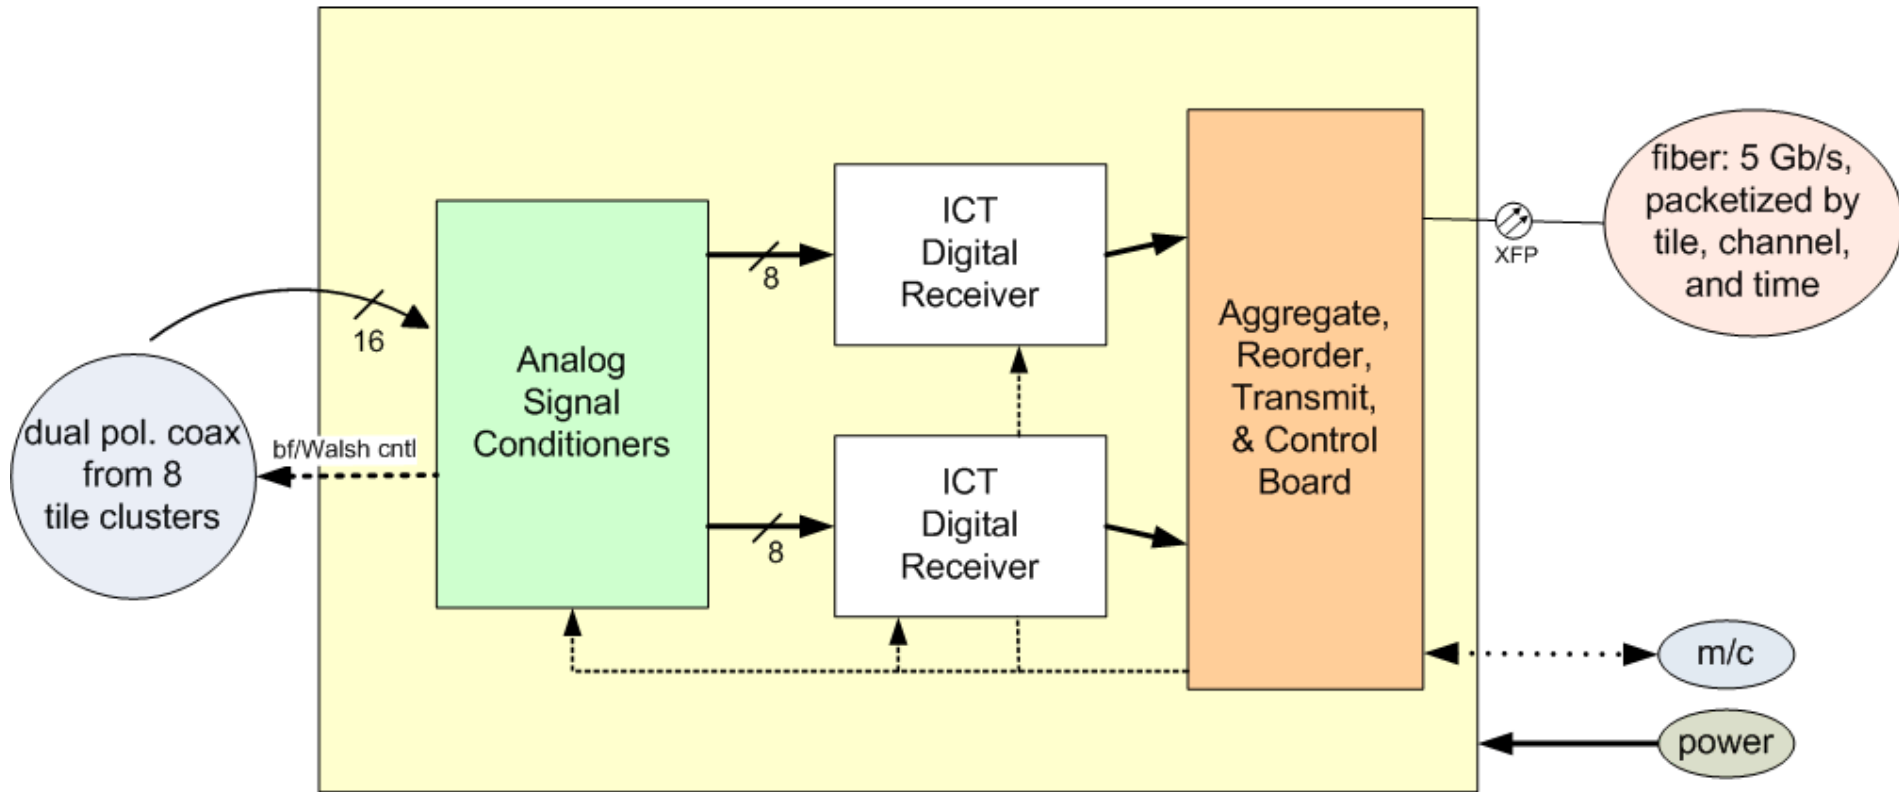 dual pol. coax
from 8
tile clusters
16
bf/Walsh cntl
Analog
Signal
Conditioners
8
8
ICT
Digital
Receiver
ICT
Digital
Receiver
Aggregate,
Reorder,
Transmit,
& Control
Board
XFP
fiber: 5 Gb/s,
packetized by
tile, channel,
and time
m/c
power